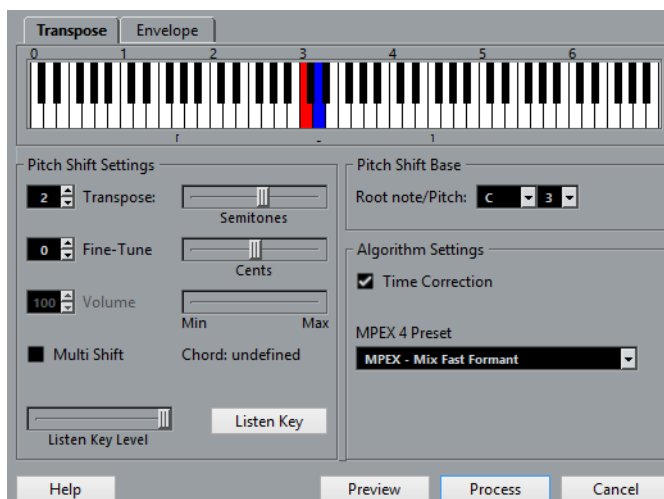 Transpose Envelope
0 1 2 3 4 5 6
Pitch Shift Settings
2 Transpose:
Semitones
0 Fine-Tune
Cents
100 Volume
Min Max
Multi Shift Chord: undefined
Listen Key
Listen Key Level
Pitch Shift Base
Root note/Pitch: C 3
Algorithm Settings
Time Correction
MPEX 4 Preset
MPEX - Mix Fast Formant
Help Preview Process Cancel